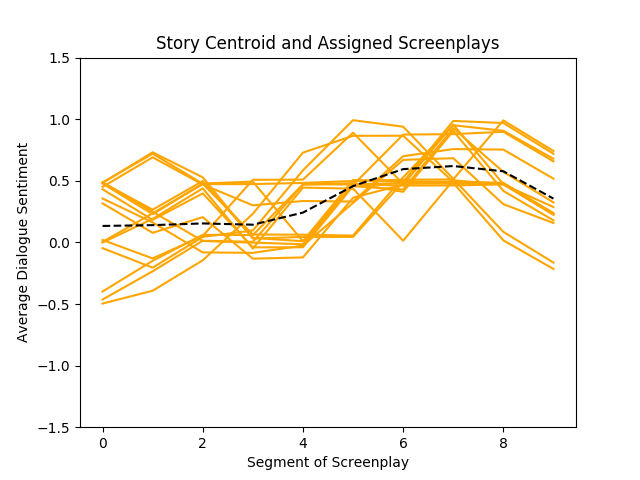 Story Centroid and Assigned Screenplays
Average Dialogue Sentiment
1.5
1.0
0.5
0.0
−0.5
−1.0
−1.5
0 2 4 6 8
Segment of Screenplay